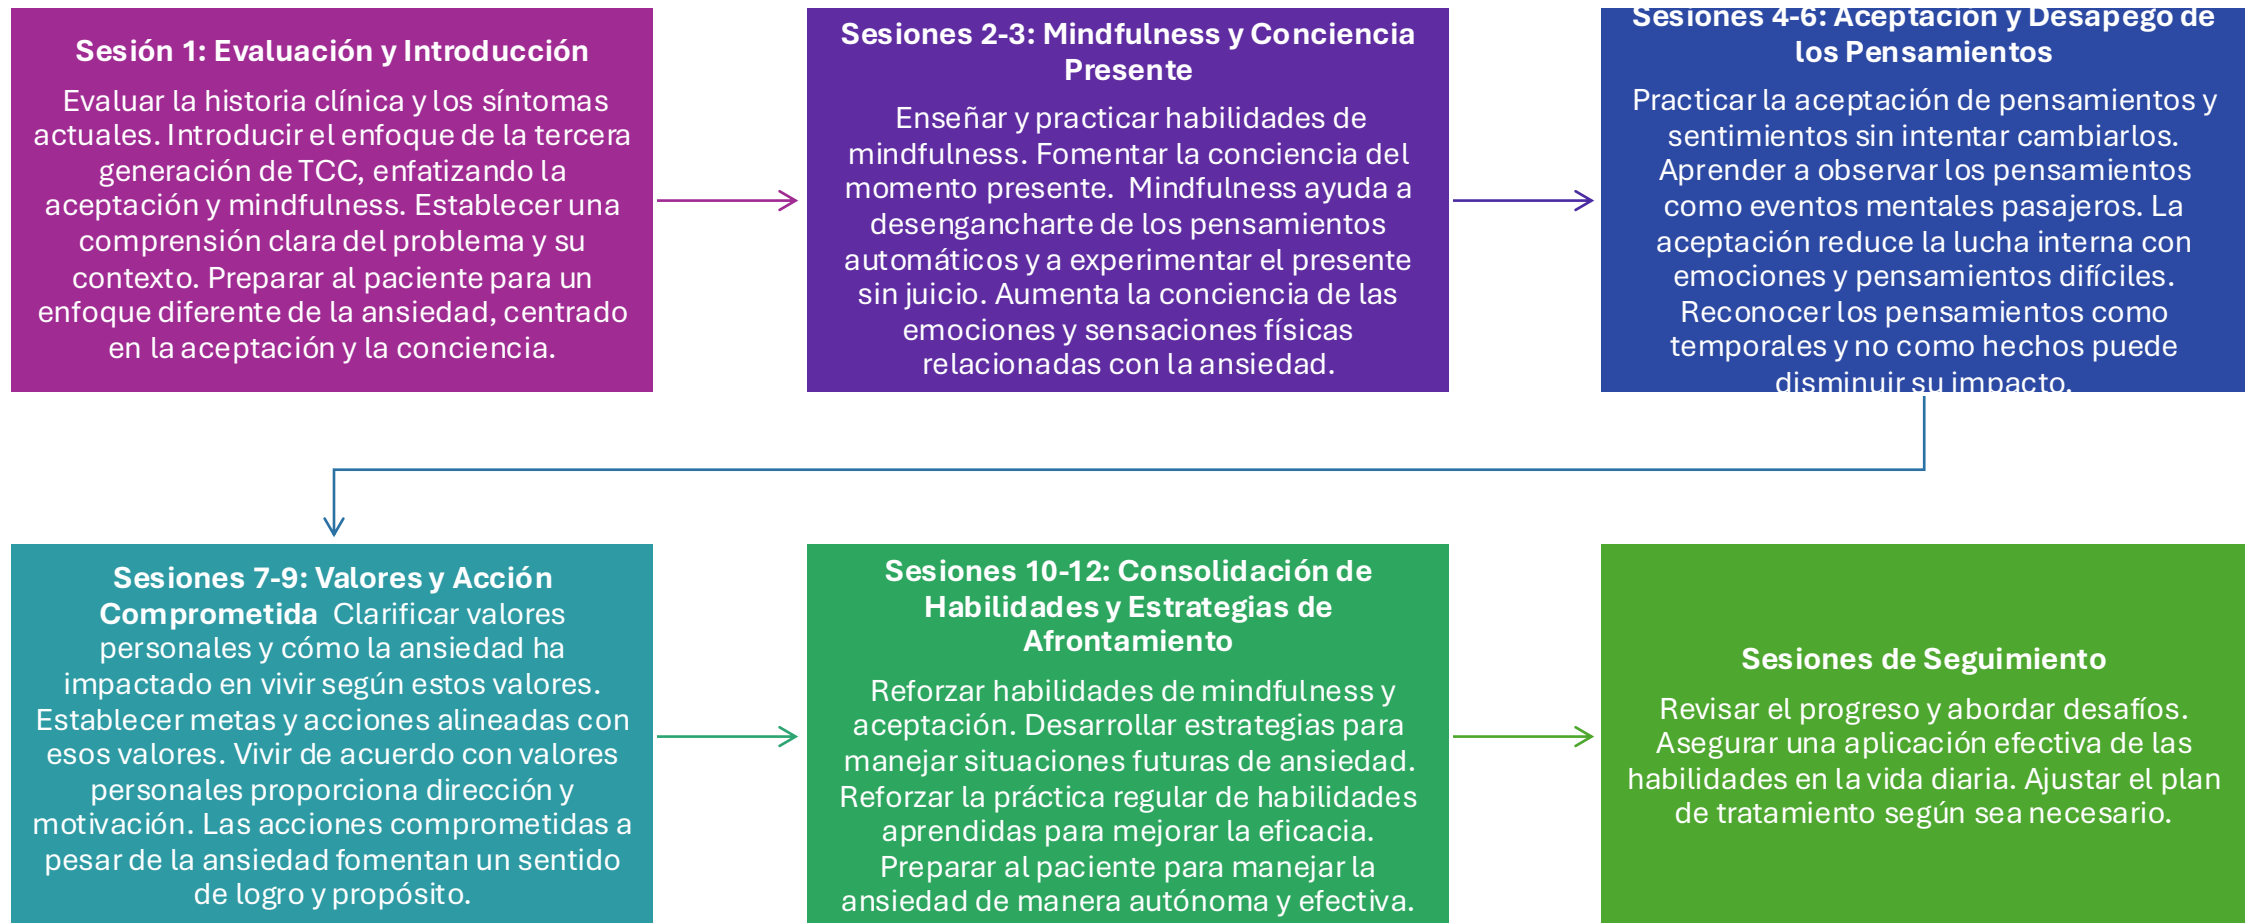 Sesión 1: Evaluación y Introducción
Evaluar la historia clínica y los síntomas
actuales. Introducir el enfoque de la tercera
generación de TCC, enfatizando la
aceptación y mindfulness. Establecer una
comprensión clara del problema y su
contexto. Preparar al paciente para un
enfoque diferente de la ansiedad, centrado
en la aceptación y la conciencia.
Sesiones 2-3: Mindfulness y Conciencia
Presente
Enseñar y practicar habilidades de
mindfulness. Fomentar la conciencia del
momento presente. Mindfulness ayuda a
desengancharte de los pensamientos
automáticos y a experimentar el presente
sin juicio. Aumenta la conciencia de las
emociones y sensaciones físicas
relacionadas con la ansiedad.
Sesiones 4-6: Aceptación y Desapego de
los Pensamientos
Practicar la aceptación de pensamientos y
sentimientos sin intentar cambiarlos.
Aprender a observar los pensamientos
como eventos mentales pasajeros. La
aceptación reduce la lucha interna con
emociones y pensamientos difíciles.
Reconocer los pensamientos como
temporales y no como hechos puede
disminuir su impacto.
Sesiones 7-9: Valores y Acción
Comprometida Clarificar valores
personales y cómo la ansiedad ha
impactado en vivir según estos valores.
Establecer metas y acciones alineadas con
esos valores. Vivir de acuerdo con valores
personales proporciona dirección y
motivación. Las acciones comprometidas a
pesar de la ansiedad fomentan un sentido
de logro y propósito.
Sesiones 10-12: Consolidación de
Habilidades y Estrategias de
Afrontamiento
Reforzar habilidades de mindfulness y
aceptación. Desarrollar estrategias para
manejar situaciones futuras de ansiedad.
Reforzar la práctica regular de habilidades
aprendidas para mejorar la eficacia.
Preparar al paciente para manejar la
ansiedad de manera autónoma y efectiva.
Sesiones de Seguimiento
Revisar el progreso y abordar desafíos.
Asegurar una aplicación efectiva de las
habilidades en la vida diaria. Ajustar el plan
de tratamiento según sea necesario.